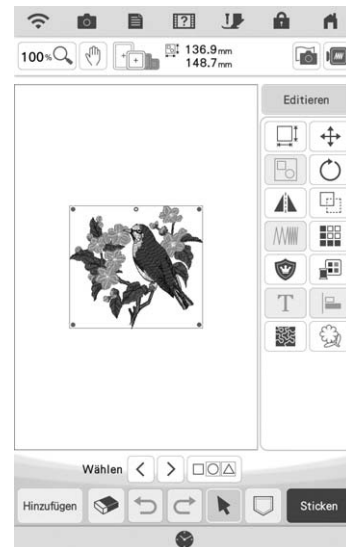 100%
136.9mm
148.7mm
Editieren
T
Wählen
Hinzufügen
Sticken